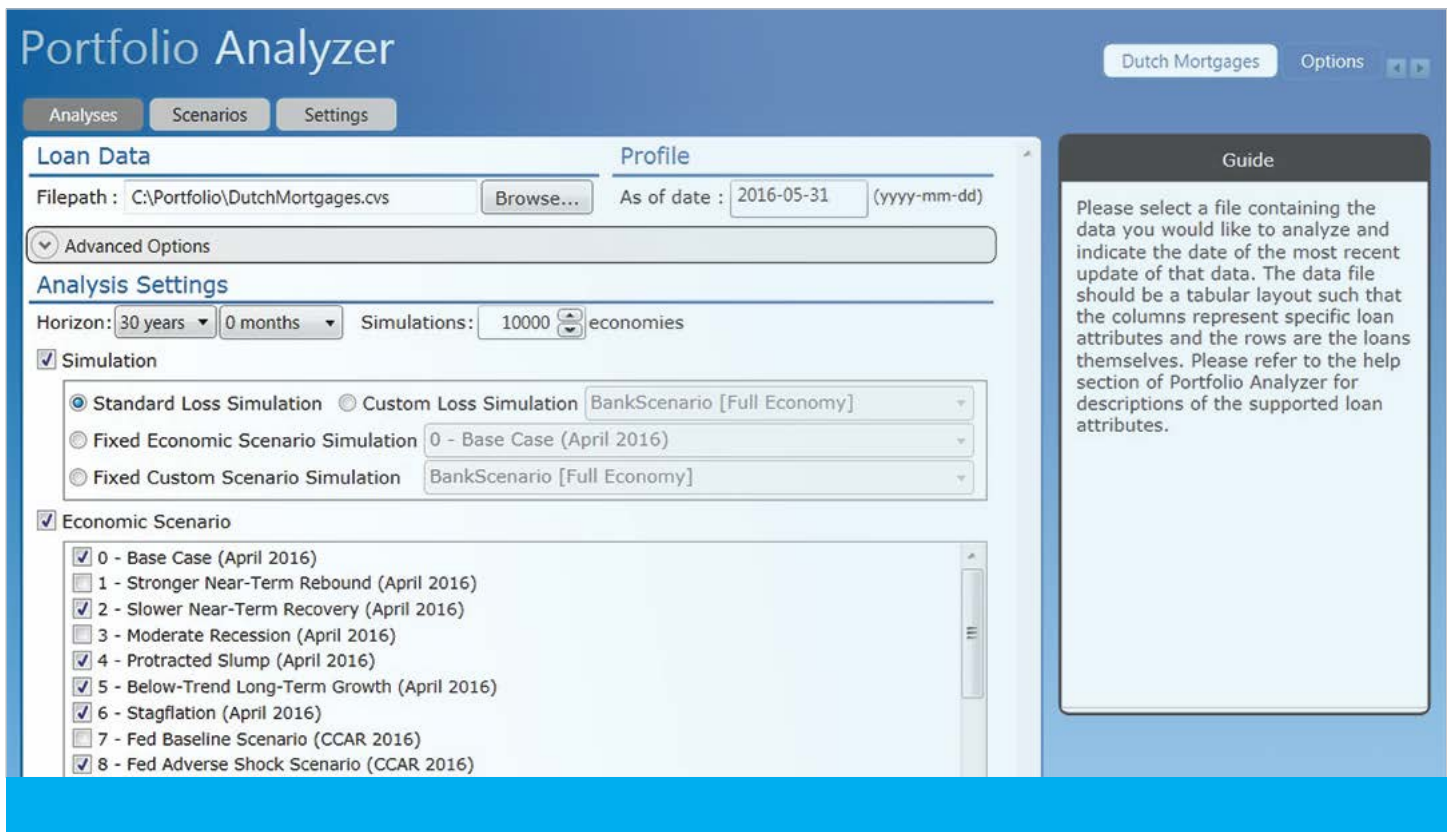 Portfolio Analyzer
Dutch Mortgages Options
Analyses Scenarios Settings
Loan Data
Profile
Filepath : C:\Portfolio\DutchMortgages.cvs Browse...
As of date : 2016-05-31 (yyyy-mm-dd)
Advanced Options
Analysis Settings
Horizon: 30 years 0 months Simulations: 10000 economies
Simulation
Standard Loss Simulation Custom Loss Simulation BankScenario [Full Economy]
Fixed Economic Scenario Simulation 0 - Base Case (April 2016)
Fixed Custom Scenario Simulation BankScenario [Full Economy]
Economic Scenario
0 - Base Case (April 2016)
1 - Stronger Near-Term Rebound (April 2016)
2 - Slower Near-Term Recovery (April 2016)
3 - Moderate Recession (April 2016)
4 - Protracted Slump (April 2016)
5 - Below-Trend Long-Term Growth (April 2016)
6 - Stagflation (April 2016)
7 - Fed Baseline Scenario (CCAR 2016)
8 - Fed Adverse Shock Scenario (CCAR 2016)
Guide
Please select a file containing the
data you would like to analyze and
indicate the date of the most recent
update of that data. The data file
should be a tabular layout such that
the columns represent specific loan
attributes and the rows are the loans
themselves. Please refer to the help
section of Portfolio Analyzer for
descriptions of the supported loan
attributes.